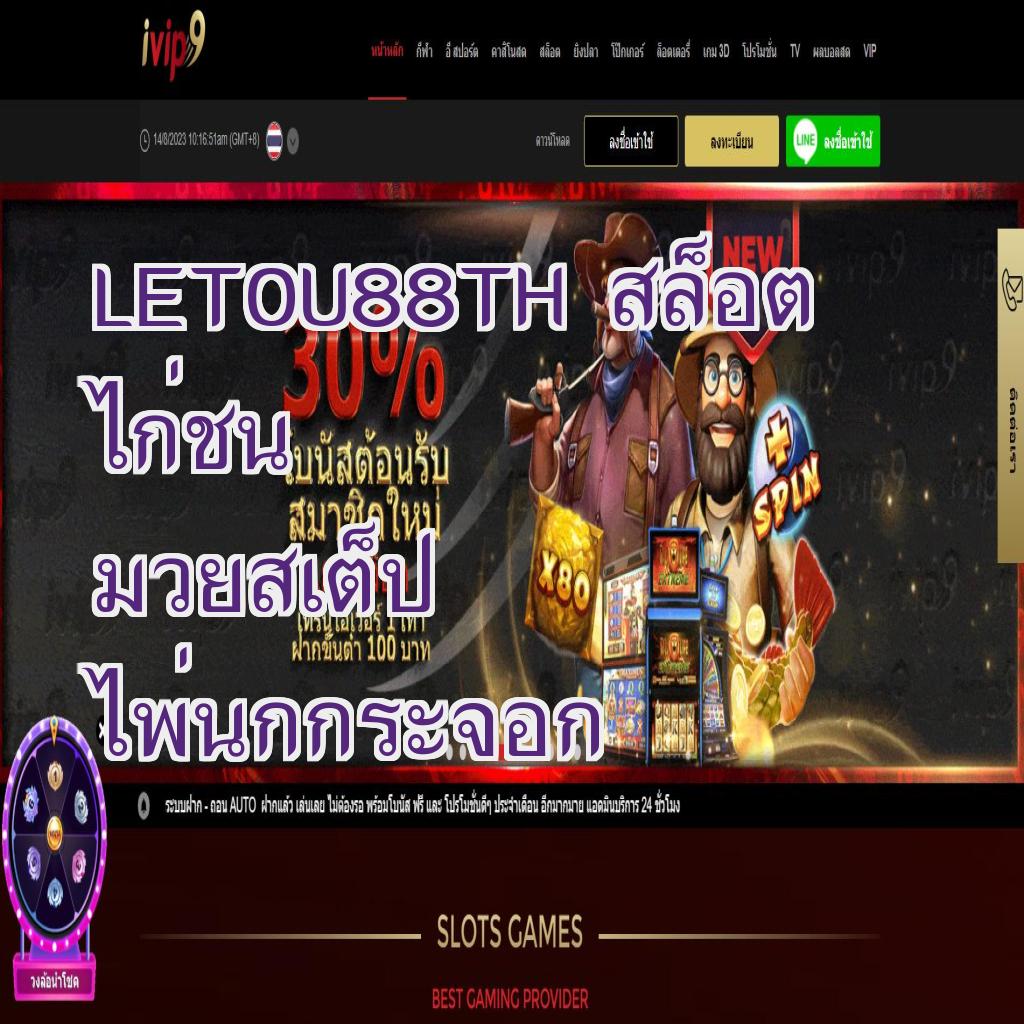 ivip9
หน้าหลัก กีฬา อี สปอร์ต คาสิโนสด สล็อต ยิงปลา โป๊กเกอร์ ล็อตเตอรี่ เกม 3D โปรโมชั่น TV ผลบอลสด VIP
14/8/2023 10:16:51am (GMT+8)
ดาวน์โหลด ลงชื่อเข้าใช้ ลงทะเบียน LINE ลงชื่อเข้าใช้
NEW
LETOU88TH สล็อต
30%
ไก่ชน
โบนัสต้อนรับ
สมาชิกใหม่
+ SPIN
มวยสเต็ป
X80
EXTREME
ฝากขั้นต่ำ 100 บาท
ไพ่นกกระจอก
ติดต่อเรา
ระบบฝาก - ถอน AUTO ฝากแล้ว เล่นเลย ไม่ต้องรอ พร้อมโบนัส ฟรี และ โปรโมชั่นดีๆ ประจำเดือน อีกมากมาย แอดมินบริการ 24 ชั่วโมง
SLOTS GAMES
วงล้อนำโชค
BEST GAMING PROVIDER